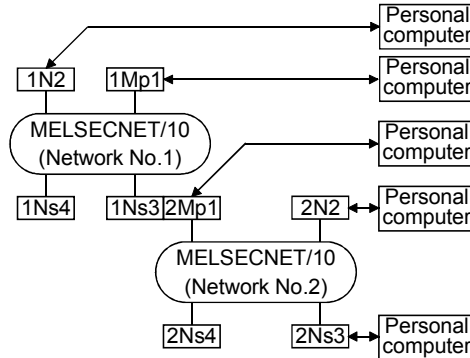 Personal
computer
1N2
1Mp1
Personal
computer
MELSECNET/10
(Network No.1)
Personal
computer
1Ns4
1Ns3
2Mp1
2N2
Personal
computer
MELSECNET/10
(Network No.2)
2Ns4
2Ns3
Personal
computer